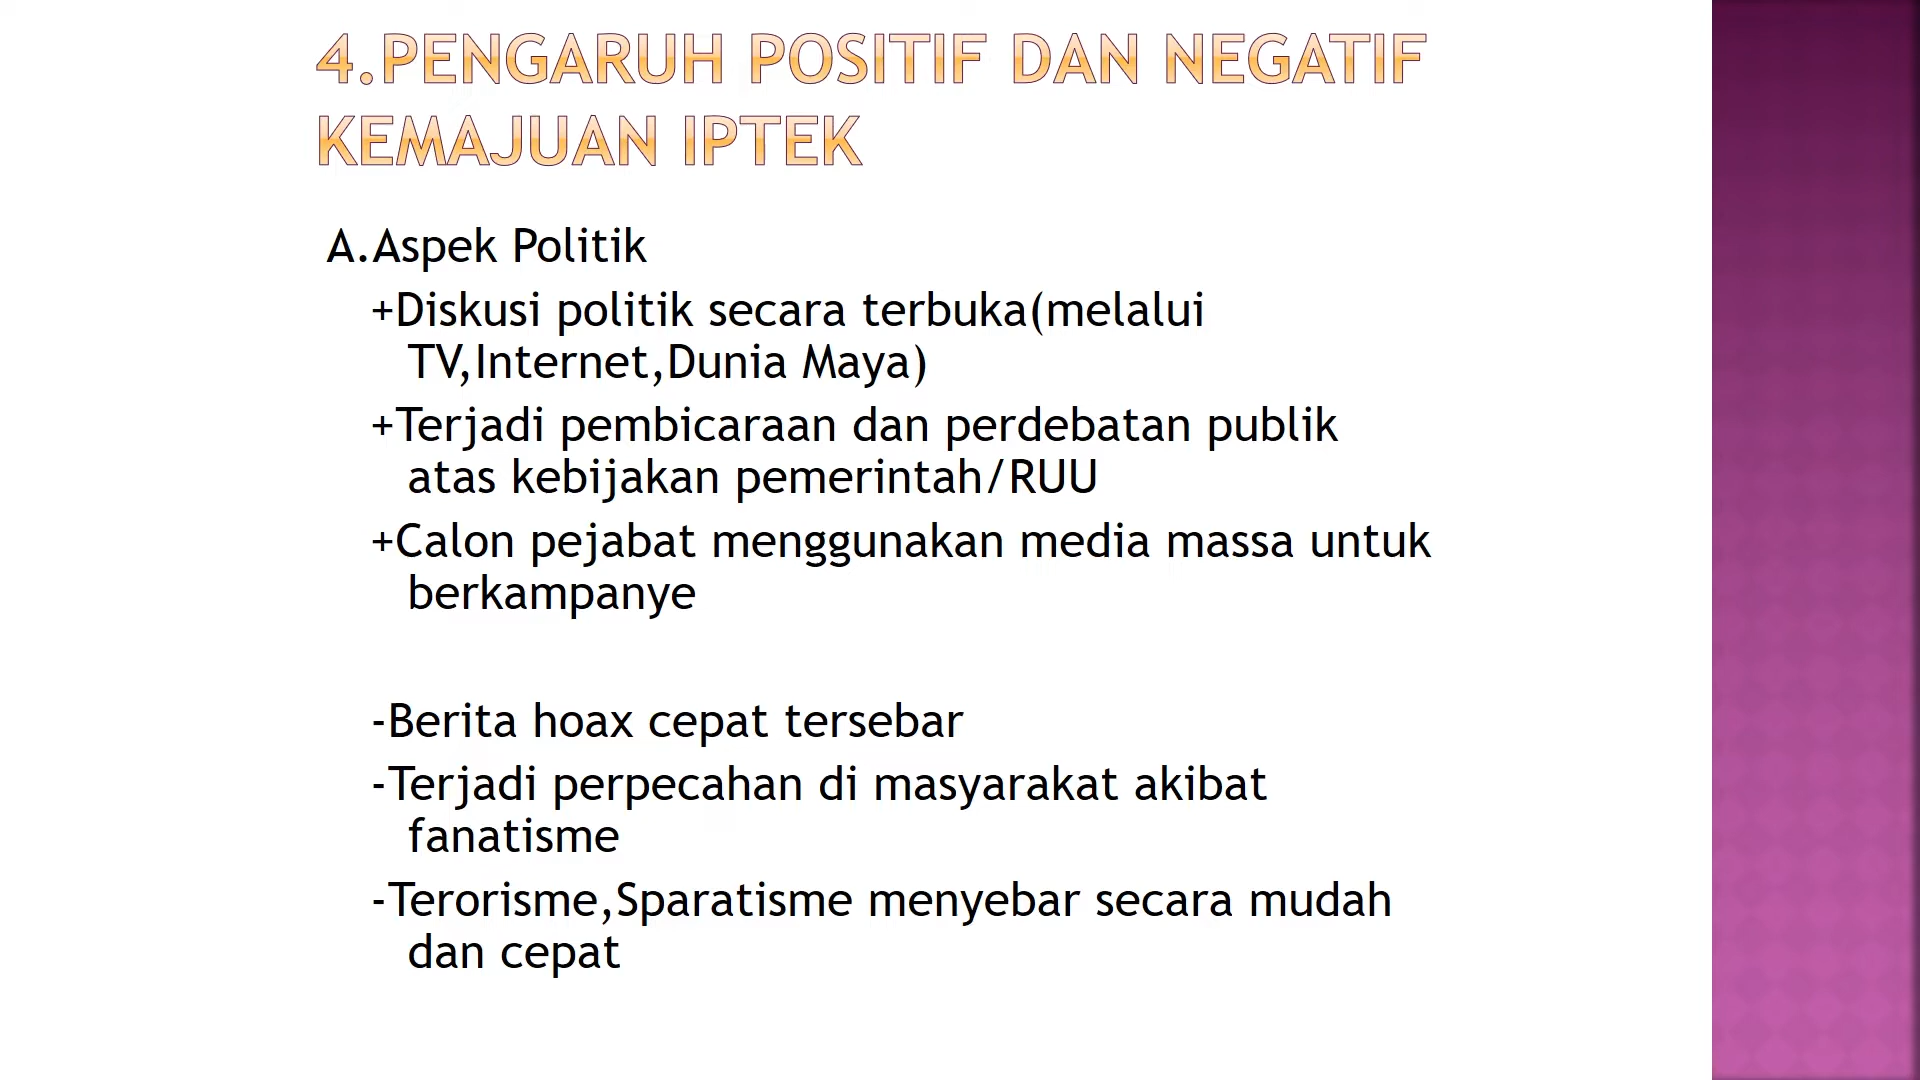 4.PENGARUH POSITIF DAN NEGATIF
KEMAJUAN IPTEK
A.Aspek Politik
+Diskusi politik secara terbuka(melalui
TV,Internet,Dunia Maya)
+Terjadi pembicaraan dan perdebatan publik
atas kebijakan pemerintah/RUU
+Calon pejabat menggunakan media massa untuk
berkampanye
-Berita hoax cepat tersebar
-Terjadi perpecahan di masyarakat akibat
fanatisme
-Terorisme,Sparatisme menyebar secara mudah
dan cepat